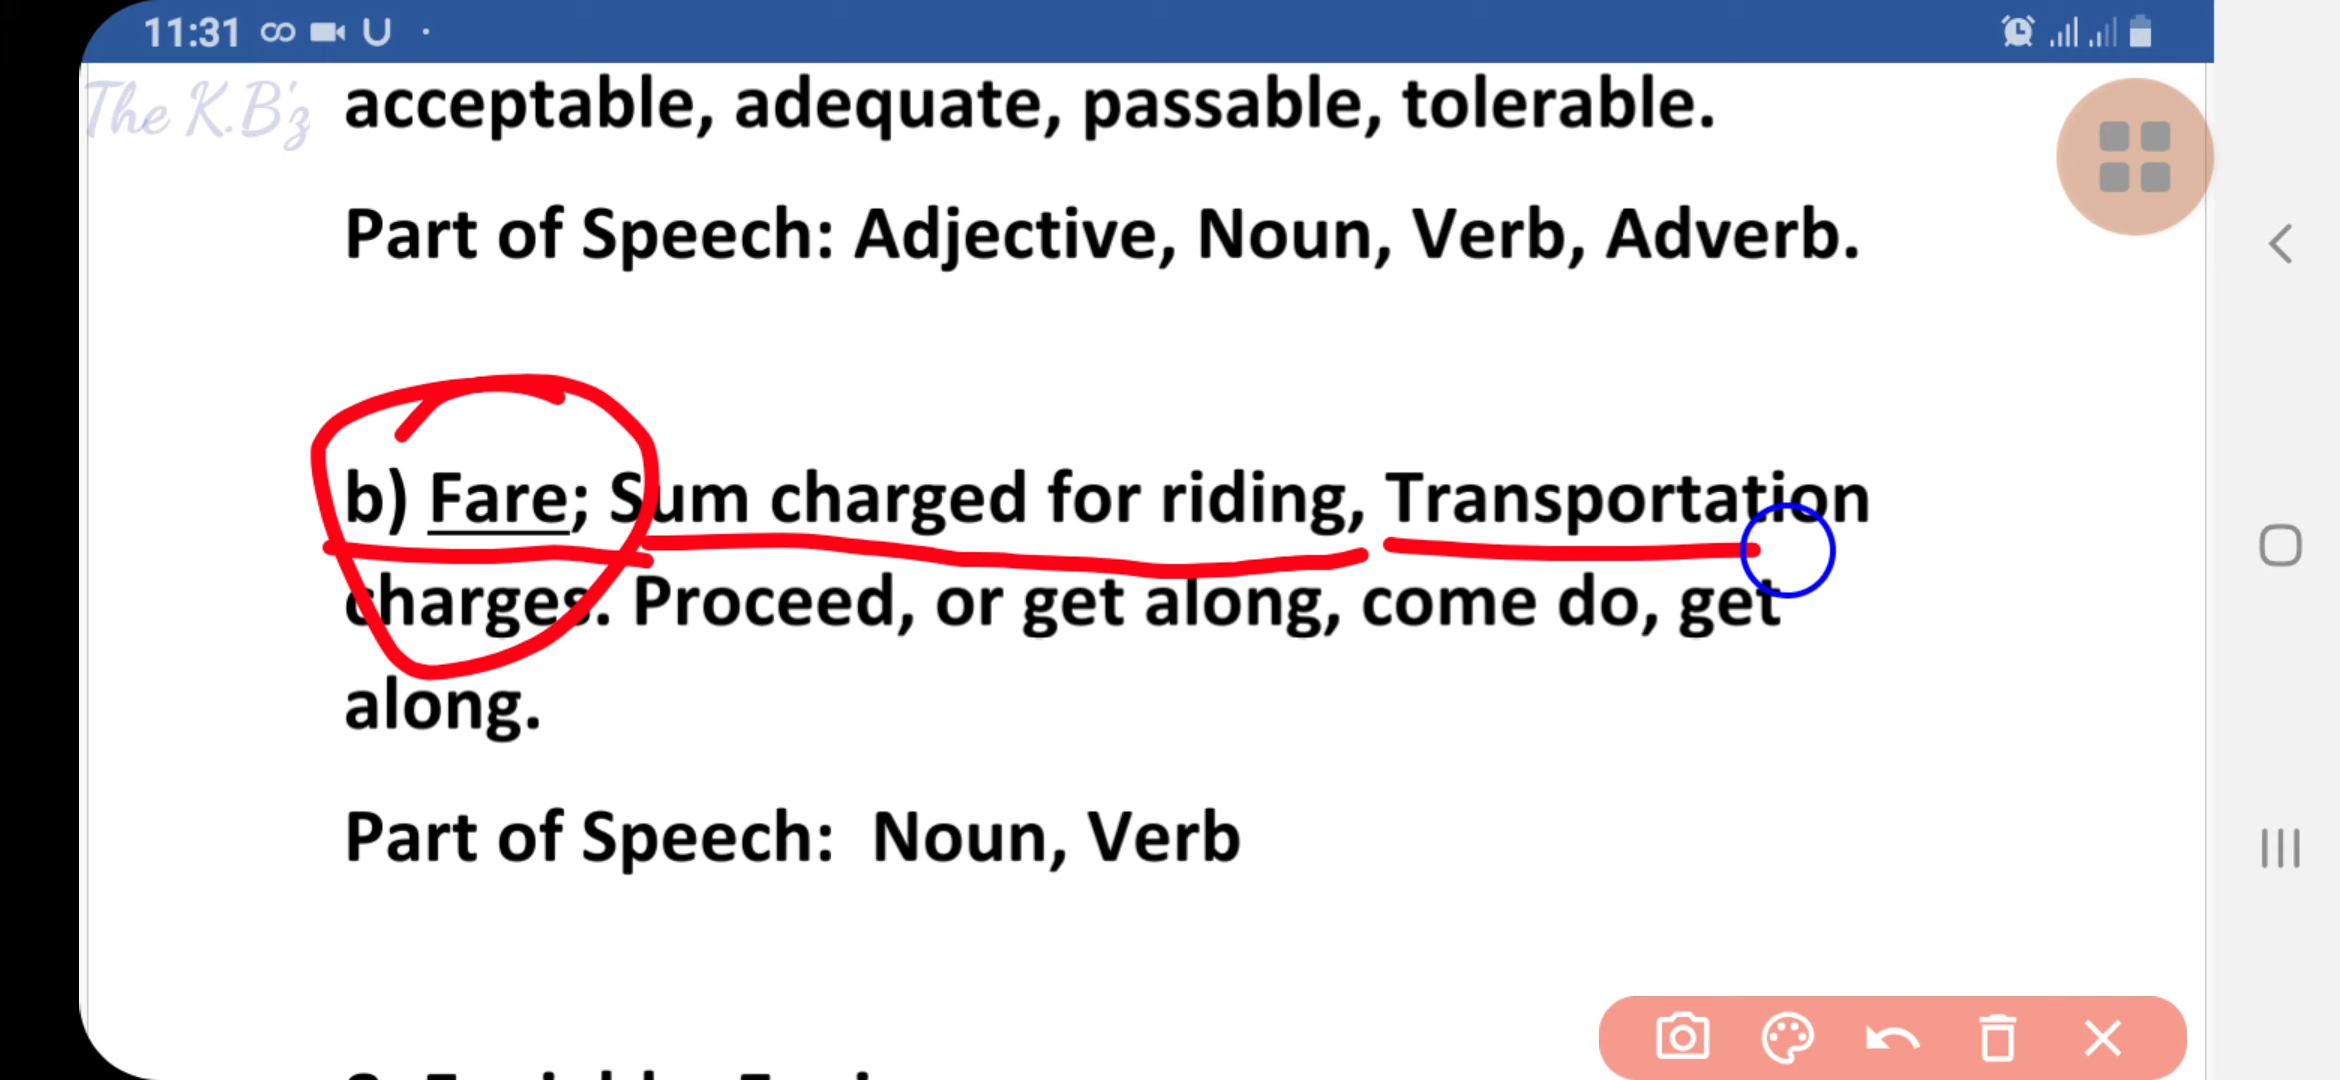 11:31
The K.B'z
acceptable, adequate, passable, tolerable.
Part of Speech: Adjective, Noun, Verb, Adverb.
b) Fare; Sum charged for riding, Transportation
charges. Proceed, or get along, come do, get
along.
Part of Speech: Noun, Verb